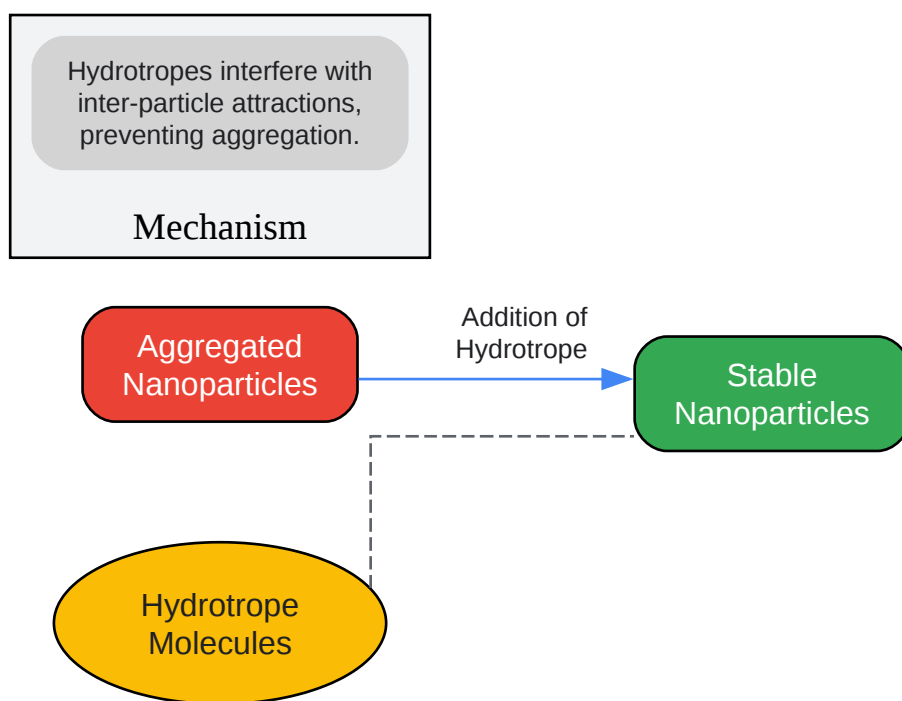 Hydrotropes interfere with
inter-particle attractions,
preventing aggregation.
Mechanism
Addition of
Hydrotrope
Aggregated
Nanoparticles
Stable
Nanoparticles
Hydrotrope
Molecules